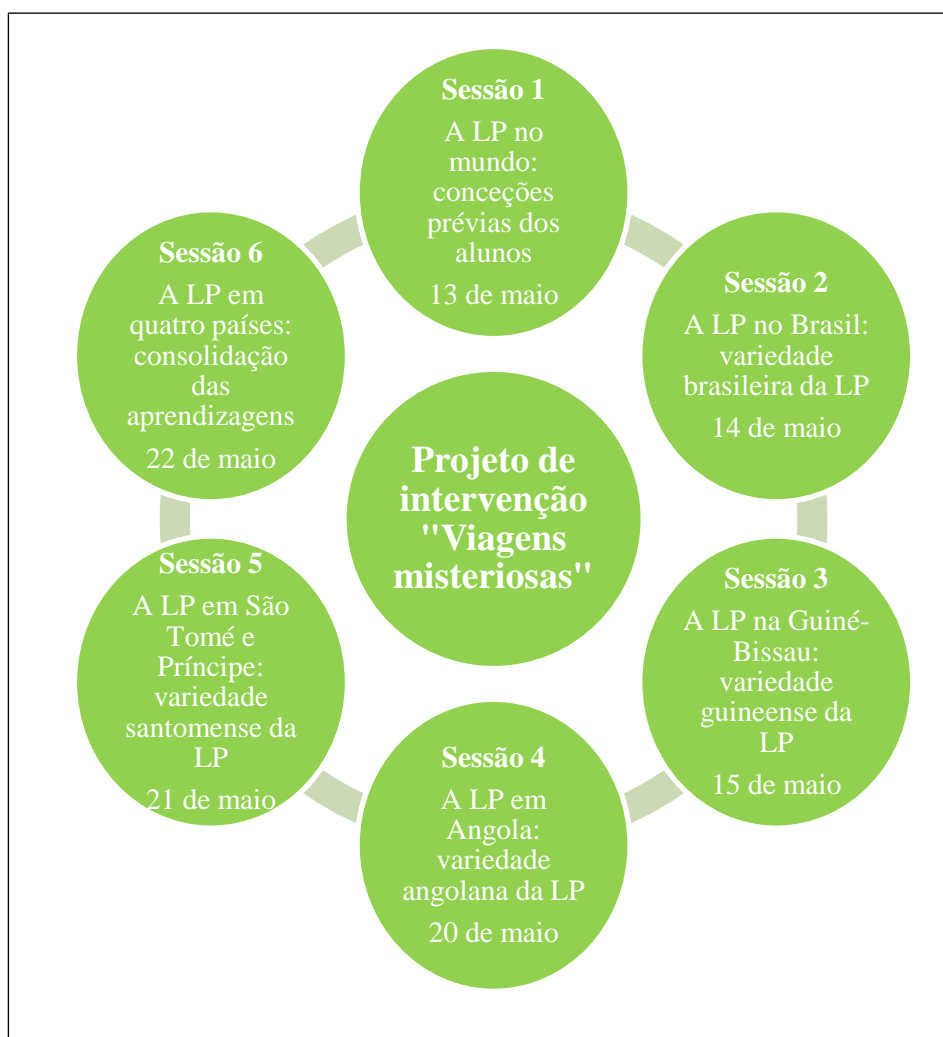 Sessão 1
A LP no
mundo:
conceções
prévias dos
alunos
13 de maio
Sessão 2
A LP no Brasil:
variedade
brasileira da LP
14 de maio
Sessão 3
A LP na Guiné-
Bissau:
variedade
guineense da
LP
15 de maio
Sessão 4
A LP em
Angola:
variedade
angolana da LP
20 de maio
Sessão 5
A LP em São
Tomé e
Príncipe:
variedade
santomense da
LP
21 de maio
Sessão 6
A LP em
quatro países:
consolidação
das
aprendizagens
22 de maio
Projeto de
intervenção
"Viagens
misteriosas"